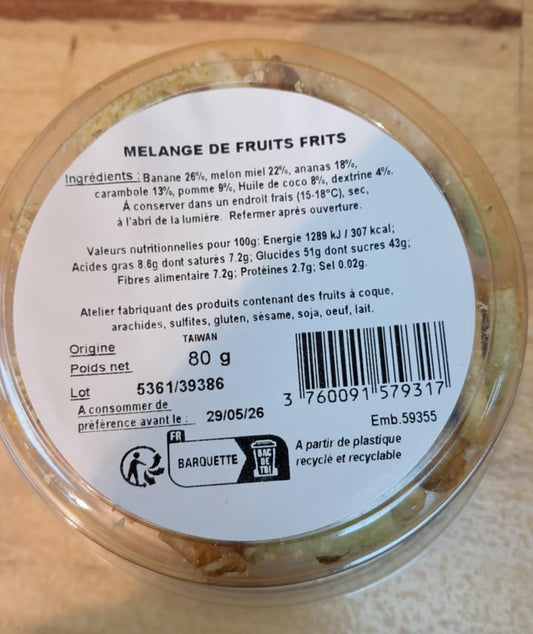 MELANGE DE FRUITS FRITS
Ingrédients : Banane 26%, melon miel 22%, ananas 18%,
carambole 13%, pomme 9%, Huile de coco 8%, dextrine 4%.
À conserver dans un endroit frais (15-18°C), sec,
à l'abri de la lumière. Refermer après ouverture.
Valeurs nutritionnelles pour 100g: Energie 1289 kJ / 307 kcal;
Acides gras 8.6g dont saturés 7.2g; Glucides 51g dont sucres 43g;
Fibres alimentaire 7.2g; Protéines 2.7g; Sel 0.02g.
Atelier fabriquant des produits contenant des fruits à coque,
arachides, sulfites, gluten, sésame, soja, oeuf, lait.
Origine TAIWAN
Poids net 80 g
Lot 5361/39386
A consommer de
préférence avant le : 29/05/26
3 760091 579317
Emb.59355
FR
BARQUETTE
BAC
DE
TRI
A partir de plastique
recyclé et recyclable